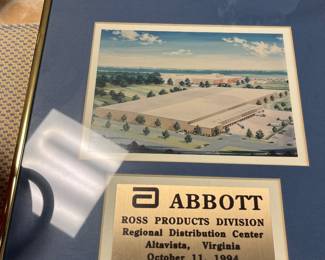 ABBOTT
ROSS PRODUCTS DIVISION
Regional Distribution Center
Altavista, Virginia
October 11, 1994